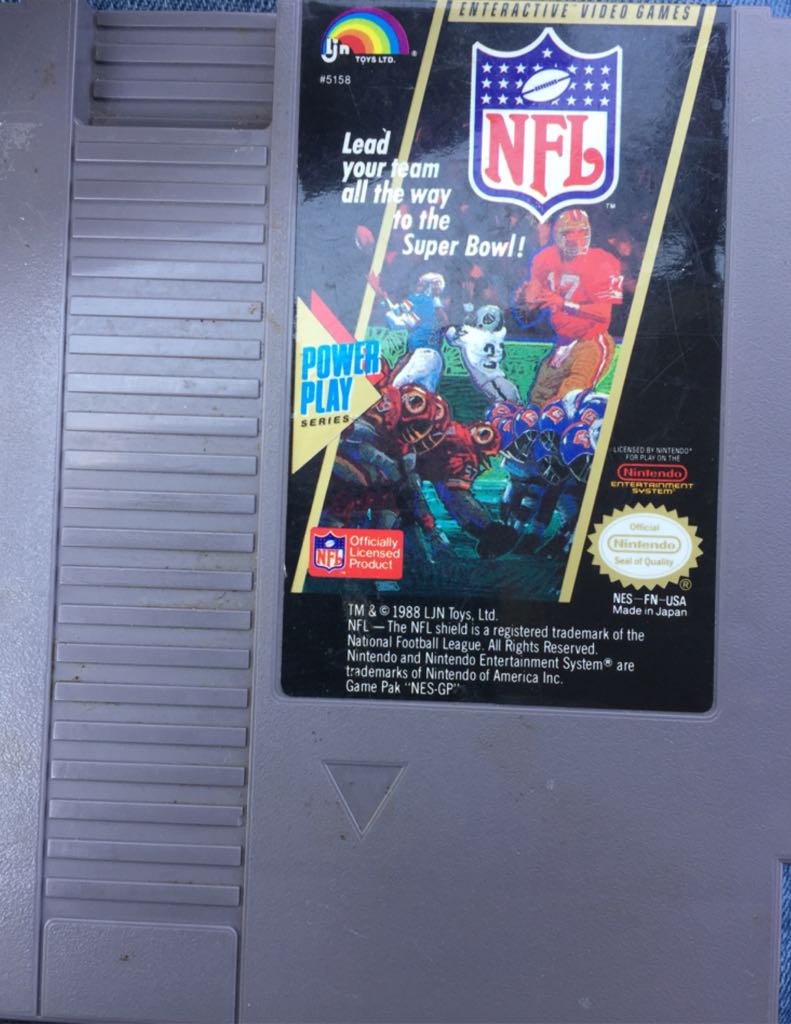 ENTERACTIVE VIDEO GAMES
ljn
TOYS LTD.
®
#5158
NFL
™
Lead
your team
all the way
to the
Super Bowl!
17
17
POWER
PLAY
SERIES
LICENSED BY NINTENDO®
FOR PLAY ON THE
Nintendo
ENTERTAINMENT
SYSTEM
NFL
Officially
Licensed
Product
Official
Nintendo
Seal of Quality
®
NES-FN-USA
Made in Japan
TM & © 1988 LJN Toys, Ltd.
NFL — The NFL shield is a registered trademark of the
National Football League. All Rights Reserved.
Nintendo and Nintendo Entertainment System® are
trademarks of Nintendo of America Inc.
Game Pak "NES-GP"